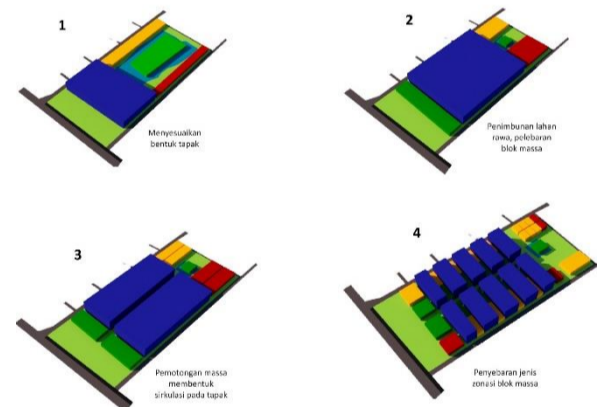 1
Menyesuaikan
bentuk tapak
2
Penimbunan lahan
rawa, pelebaran
blok massa
3
Pemotongan massa
membentuk
sirkulasi pada tapak
4
Penyebaran jenis
zonasi blok massa